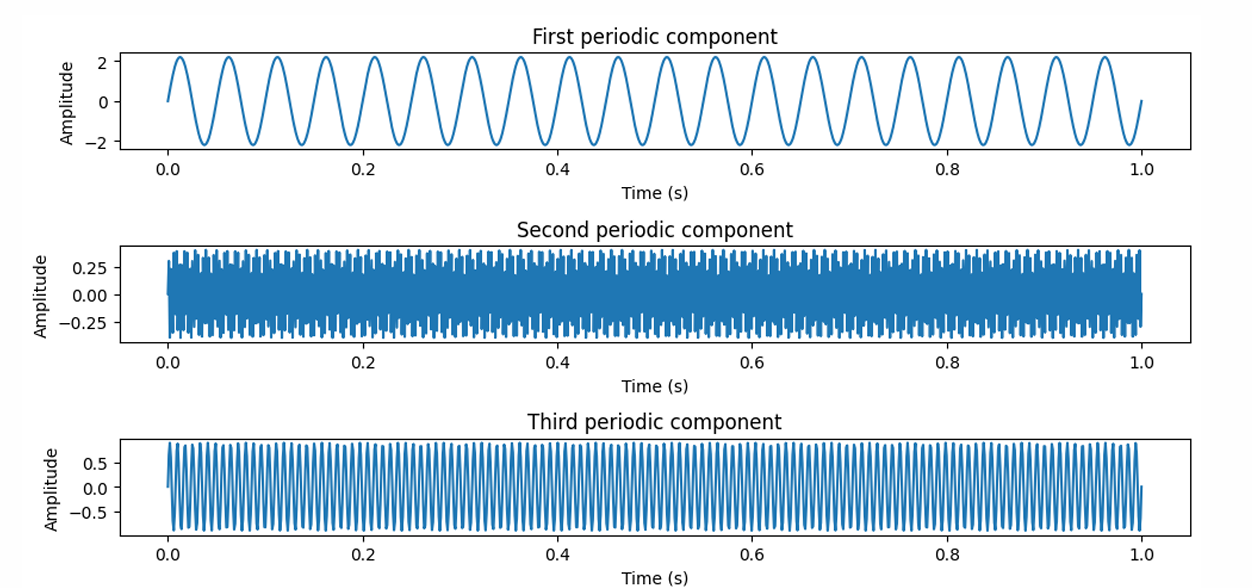 First periodic component
Amplitude
2
0
−2
0.0 0.2 0.4 0.6 0.8 1.0
Time (s)
Second periodic component
Amplitude
0.25
0.00
−0.25
0.0 0.2 0.4 0.6 0.8 1.0
Time (s)
Third periodic component
Amplitude
0.5
0.0
−0.5
0.0 0.2 0.4 0.6 0.8 1.0
Time (s)